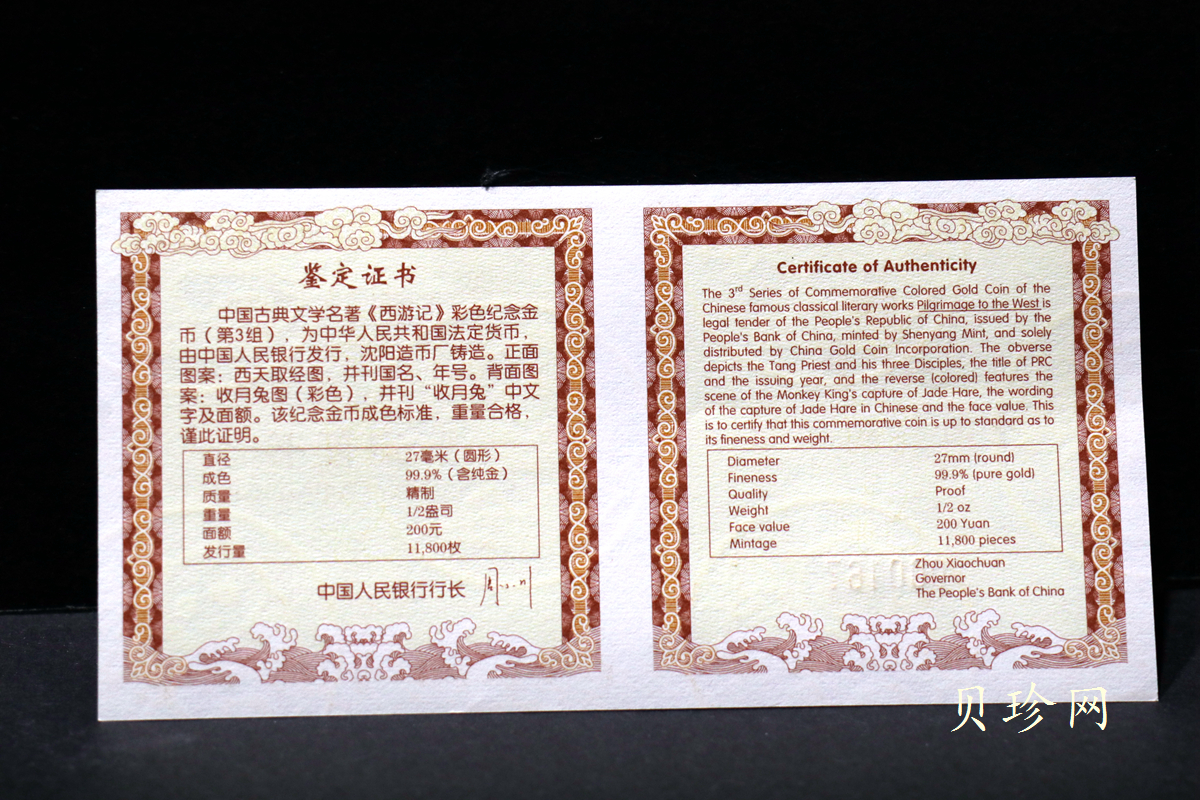 鉴定证书
中国古典文学名著《西游记》彩色纪念金
币（第3组），为中华人民共和国法定货币，
由中国人民银行发行，沈阳造币厂铸造。正面
图案：西天取经图，并刊国名、年号。背面图
案：收月兔图（彩色），并刊“收月兔”中文
字及面额。该纪念金币成色标准，重量合格，
谨此证明。
直径 27毫米（圆形）
成色 99.9%（含纯金）
质量 精制
重量 1/2盎司
面额 200元
发行量 11,800枚
中国人民银行行长
Certificate of Authenticity
The 3rd Series of Commemorative Colored Gold Coin of the
Chinese famous classical literary works Pilgrimage to the West is
legal tender of the People's Republic of China, issued by the
People's Bank of China, minted by Shenyang Mint, and solely
distributed by China Gold Coin Incorporation. The obverse
depicts the Tang Priest and his three Disciples, the title of PRC
and the issuing year, and the reverse (colored) features the
scene of the Monkey King's capture of Jade Hare, the wording
of the capture of Jade Hare in Chinese and the face value. This
is to certify that this commemorative coin is up to standard as to
its fineness and weight.
Diameter 27mm (round)
Fineness 99.9% (pure gold)
Quality Proof
Weight 1/2 oz
Face value 200 Yuan
Mintage 11,800 pieces
Zhou Xiaochuan
Governor
The People's Bank of China
贝珍网